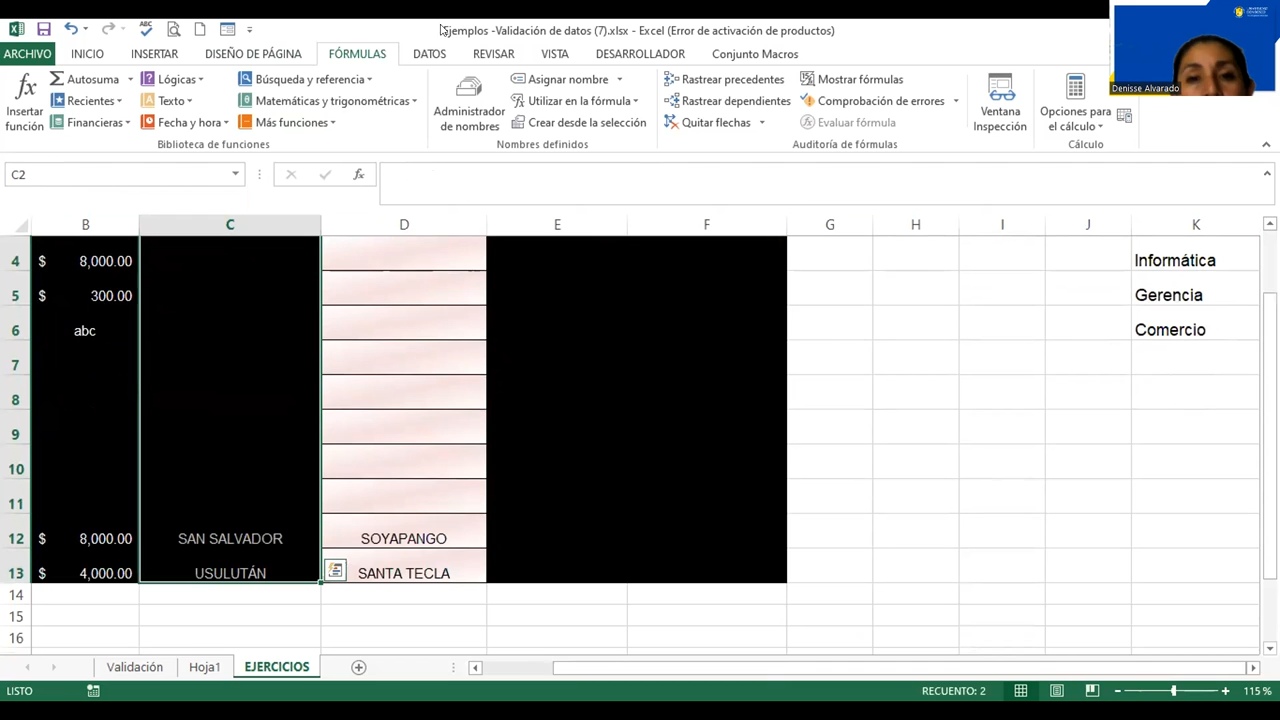 Ejemplos -Validación de datos (7).xlsx - Excel (Error de activación de productos)
ARCHIVO INICIO INSERTAR DISEÑO DE PÁGINA FÓRMULAS DATOS REVISAR VISTA DESARROLLADOR Conjunto Macros
Denisse Alvarado
Insertar función
Autosuma
Recientes
Financieras
Lógicas
Texto
Fecha y hora
Búsqueda y referencia
Matemáticas y trigonométricas
Más funciones
Biblioteca de funciones
Administrador de nombres
Asignar nombre
Utilizar en la fórmula
Crear desde la selección
Nombres definidos
Rastrear precedentes
Rastrear dependientes
Quitar flechas
Mostrar fórmulas
Comprobación de errores
Evaluar fórmula
Auditoría de fórmulas
Ventana Inspección
Opciones para el cálculo
Cálculo
C2
B C D E F G H I J K
4 $ 8,000.00 Informática
5 $ 300.00 Gerencia
6 abc Comercio
7
8
9
10
11
12 $ 8,000.00 SAN SALVADOR SOYAPANGO
13 $ 4,000.00 USULUTÁN SANTA TECLA
14
15
16
Validación Hoja1 EJERCICIOS
LISTO RECUENTO: 2 115 %